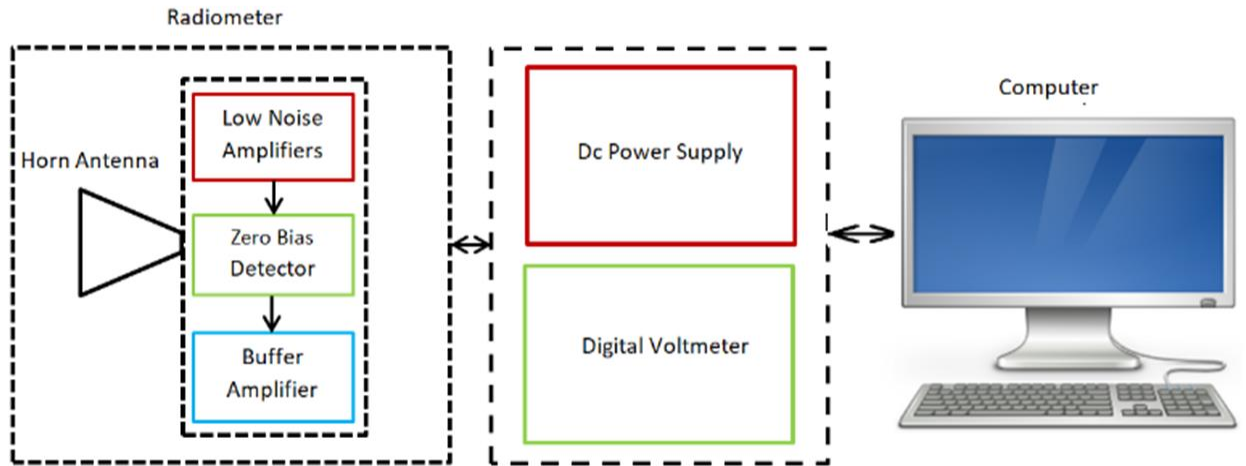 Radiometer
Horn Antenna
Low Noise
Amplifiers
Zero Bias
Detector
Buffer
Amplifier
Dc Power Supply
Digital Voltmeter
Computer